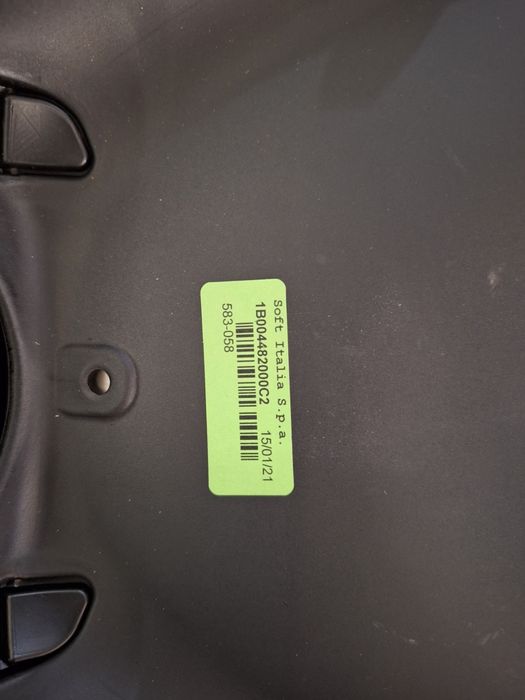 Soft Italia S.p.a.
1B004482000C2 15/01/21
583-058